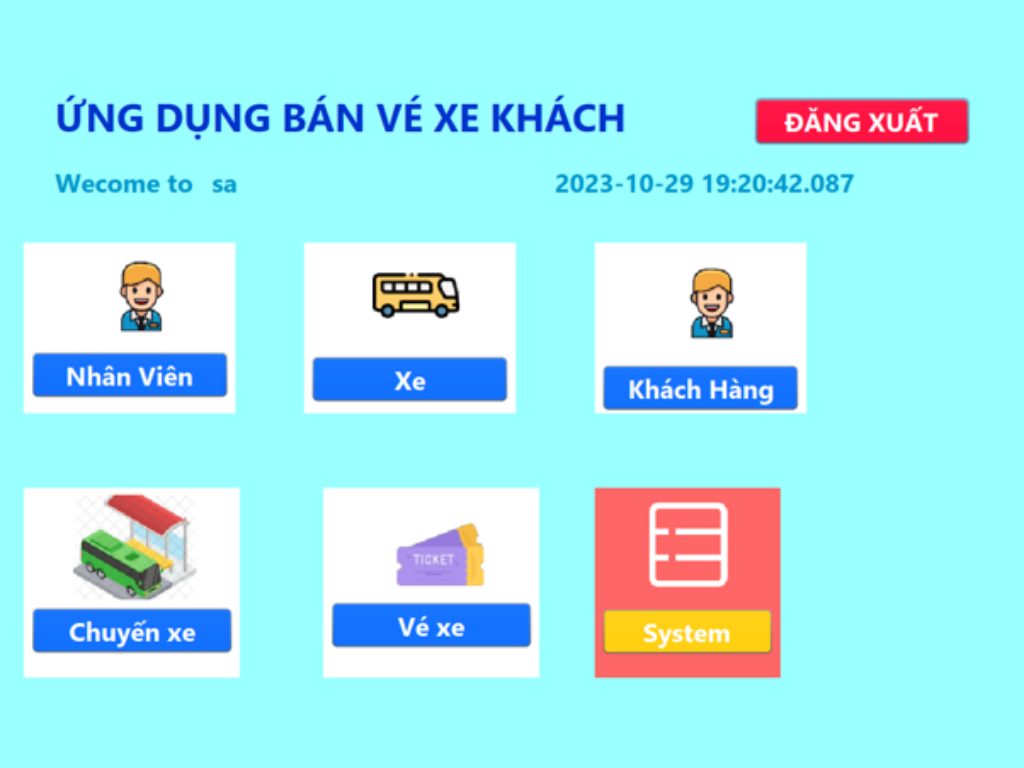 ỨNG DỤNG BÁN VÉ XE KHÁCH
ĐĂNG XUẤT
Wecome to sa
2023-10-29 19:20:42.087
Nhân Viên
Xe
Khách Hàng
TICKET
Chuyến xe
Vé xe
System